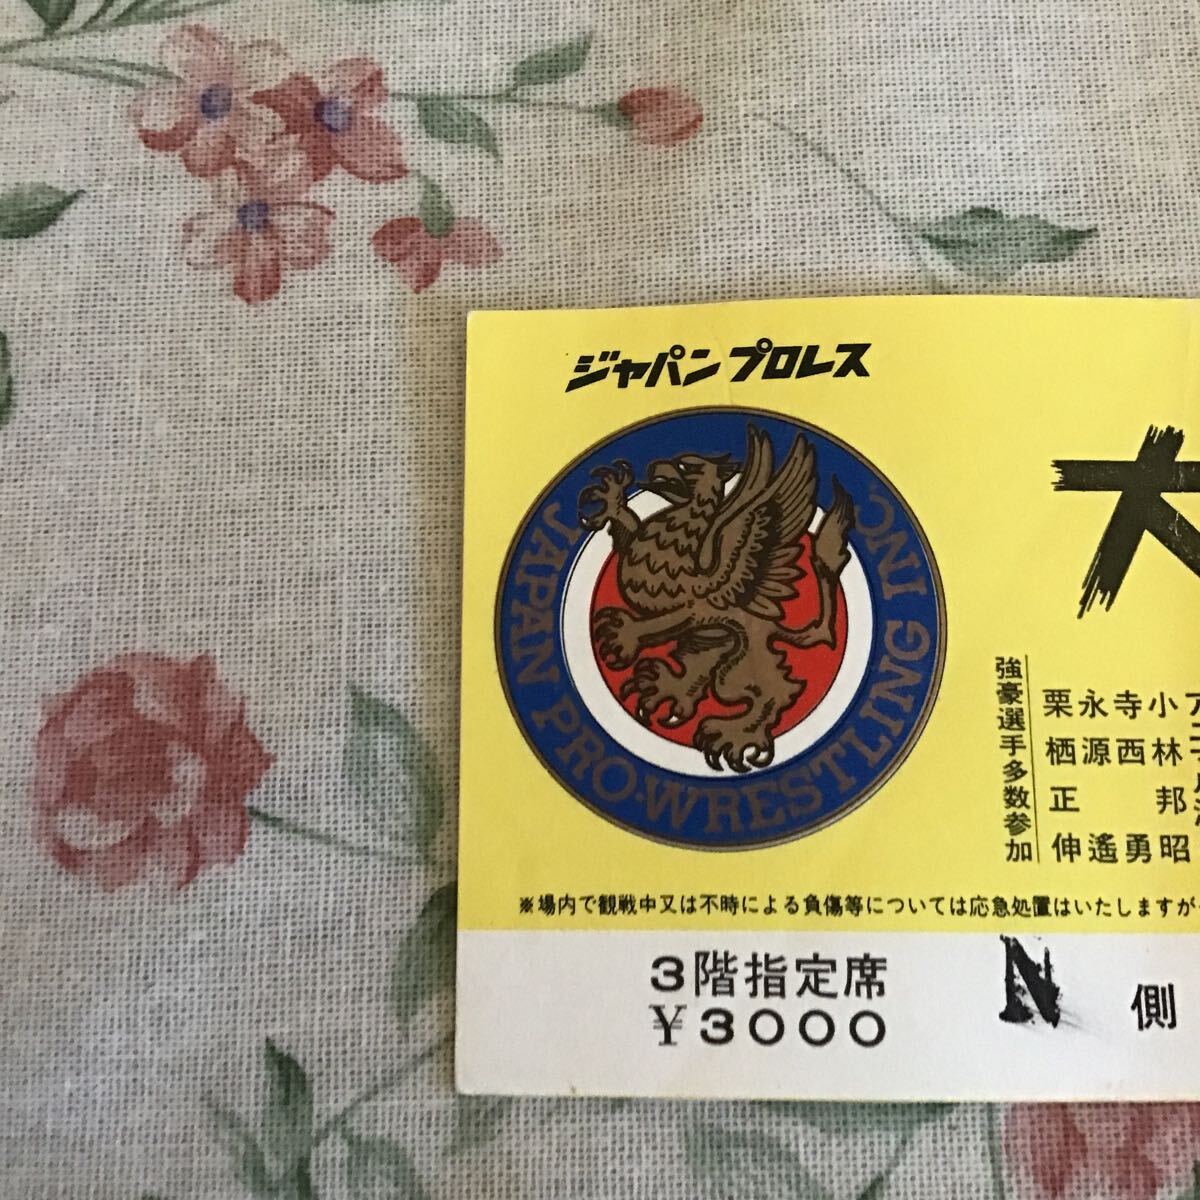 ジャパンプロレス
JAPAN PRO-WRESTLING INC.
大
強豪選手多数参加
小林邦昭
寺西勇
永源遙
栗栖正伸
※場内で観戦中又は不時による負傷等については応急処置はいたしますが
3階指定席
¥3000
N側